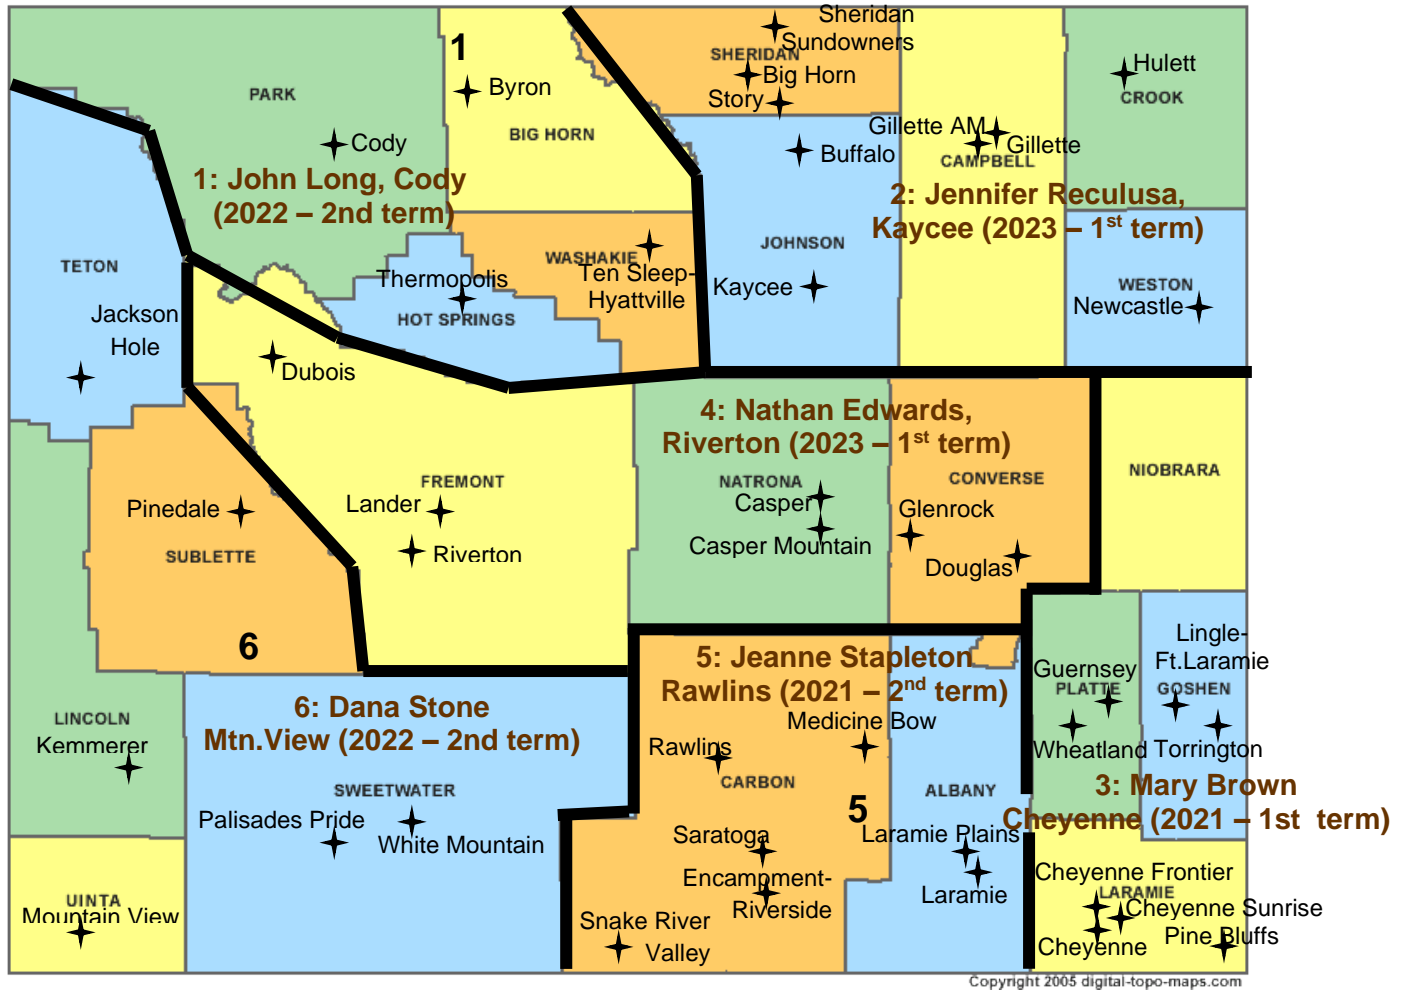 Sheridan
Sundowners
SHERIDAN
Big Horn
Story
1
Byron
BIG HORN
PARK
Cody
1: John Long, Cody
(2022 – 2nd term)
Hulett
CROOK
Gillette AM
Gillette
CAMPBELL
Buffalo
2: Jennifer Reculusa,
Kaycee (2023 – 1st term)
JOHNSON
Kaycee
WESTON
Newcastle
TETON
Jackson
Hole
Thermopolis
HOT SPRINGS
WASHAKIE
Ten Sleep-
Hyattville
Dubois
4: Nathan Edwards,
Riverton (2023 – 1st term)
NATRONA
Casper
Casper Mountain
CONVERSE
Glenrock
Douglas
NIOBRARA
FREMONT
Lander
Riverton
Pinedale
SUBLETTE
6
5: Jeanne Stapleton
Rawlins (2021 – 2nd term)
Medicine Bow
Rawlins
CARBON
5
ALBANY
Laramie Plains
Laramie
Saratoga
Encampment-
Riverside
Snake River
Valley
Guernsey
PLATTE
Wheatland
Lingle-
Ft.Laramie
GOSHEN
Torrington
3: Mary Brown
Cheyenne (2021 – 1st term)
Cheyenne Frontier
LARAMIE
Cheyenne Sunrise
Pine Bluffs
Cheyenne
6: Dana Stone
Mtn.View (2022 – 2nd term)
LINCOLN
Kemmerer
SWEETWATER
Palisades Pride
White Mountain
UINTA
Mountain View
Copyright 2005 digital-topo-maps.com